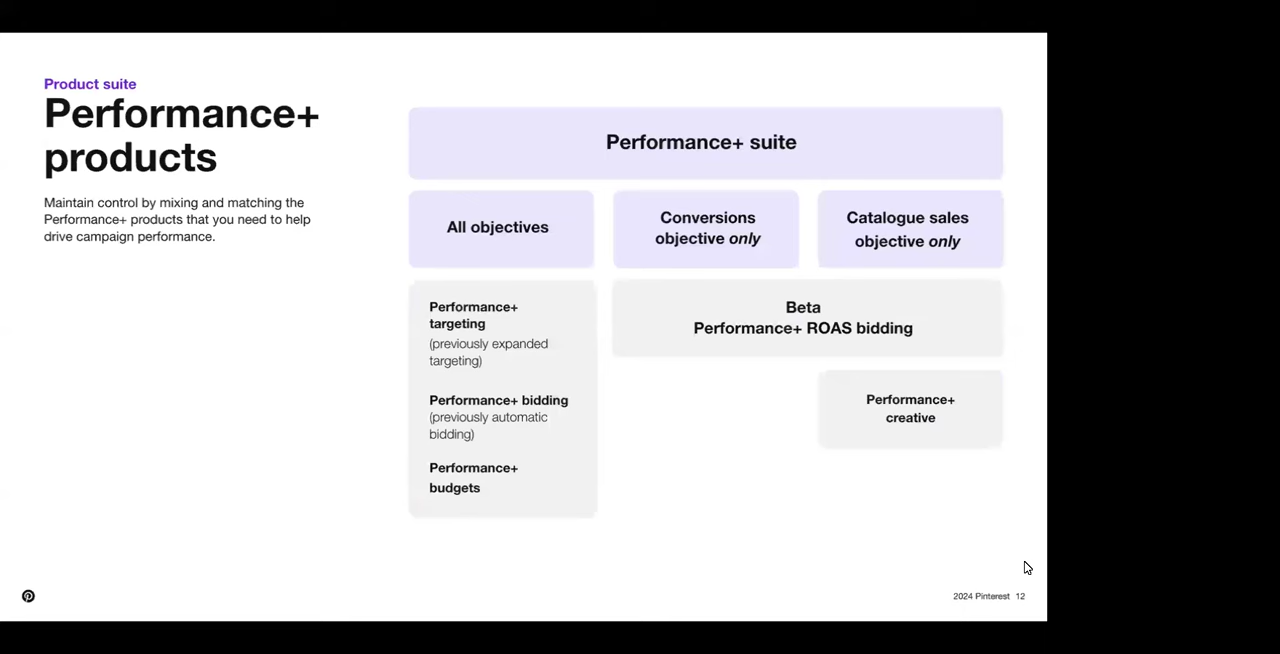 Product suite
Performance+
products
Maintain control by mixing and matching the
Performance+ products that you need to help
drive campaign performance.
Performance+ suite
All objectives
Conversions
objective only
Catalogue sales
objective only
Performance+
targeting
(previously expanded
targeting)
Performance+ bidding
(previously automatic
bidding)
Performance+
budgets
Beta
Performance+ ROAS bidding
Performance+
creative
2024 Pinterest 12